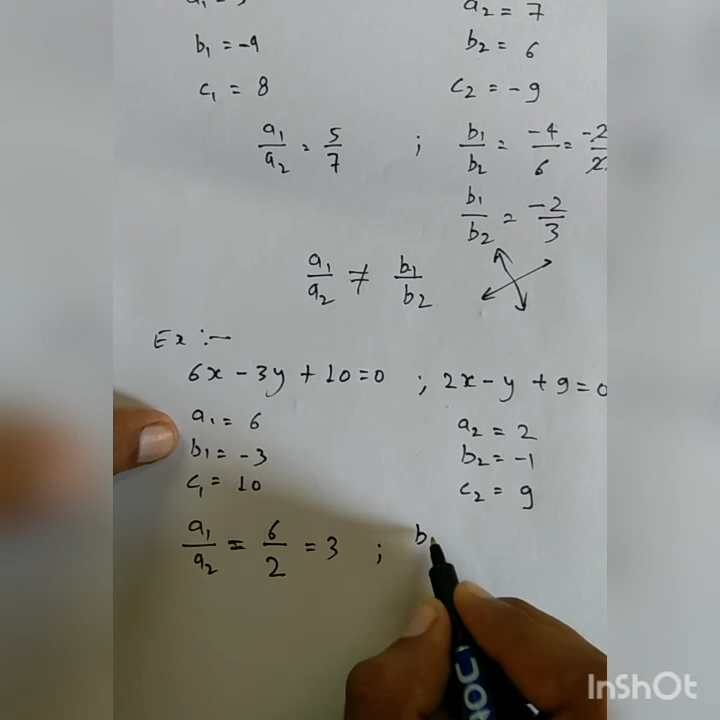 a₂ = 7
b₁ = -4 b₂ = 6
c₁ = 8 c₂ = -9
a₁/a₂ = 5/7 ; b₁/b₂ = -4/6 = -2/
b₁/b₂ = -2/3
a₁/a₂ ≠ b₁/b₂
Ex :-
6x - 3y + 10 = 0 ; 2x - y + 9 = 0
a₁ = 6 a₂ = 2
b₁ = -3 b₂ = -1
c₁ = 10 c₂ = 9
a₁/a₂ = 6/2 = 3 ; b
InShOt